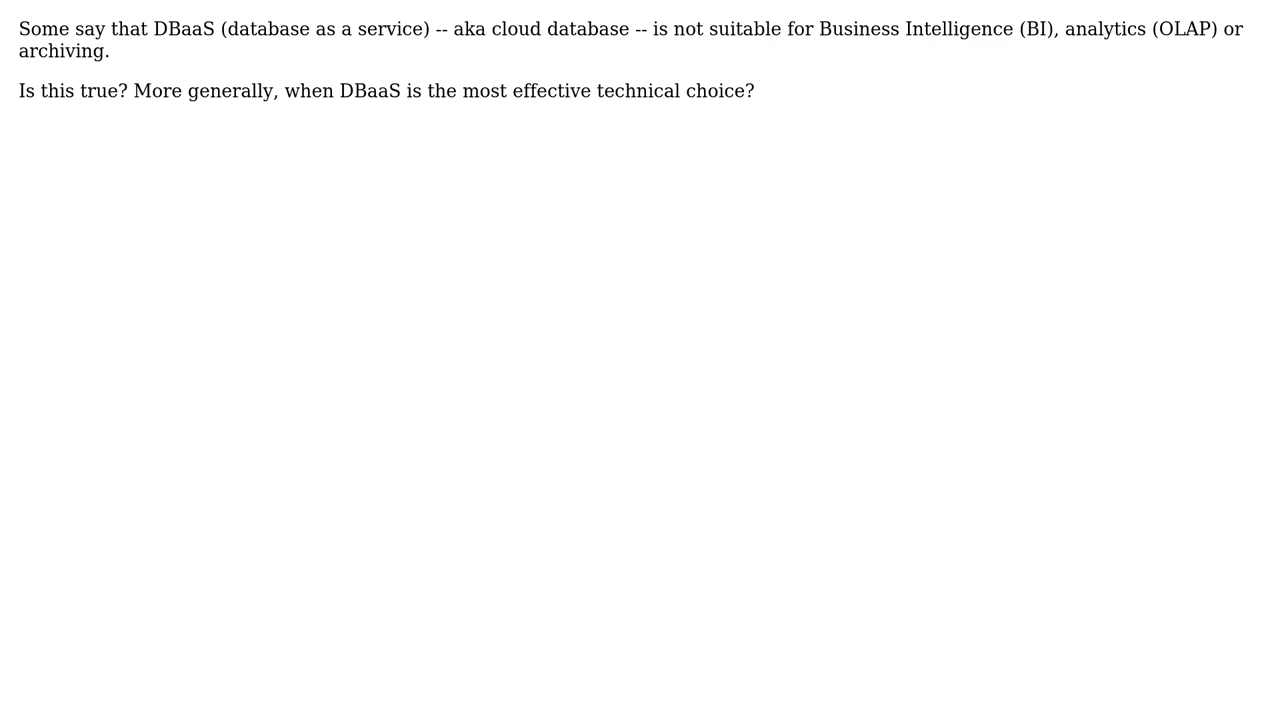 Some say that DBaaS (database as a service) -- aka cloud database -- is not suitable for Business Intelligence (BI), analytics (OLAP) or
archiving.
Is this true? More generally, when DBaaS is the most effective technical choice?